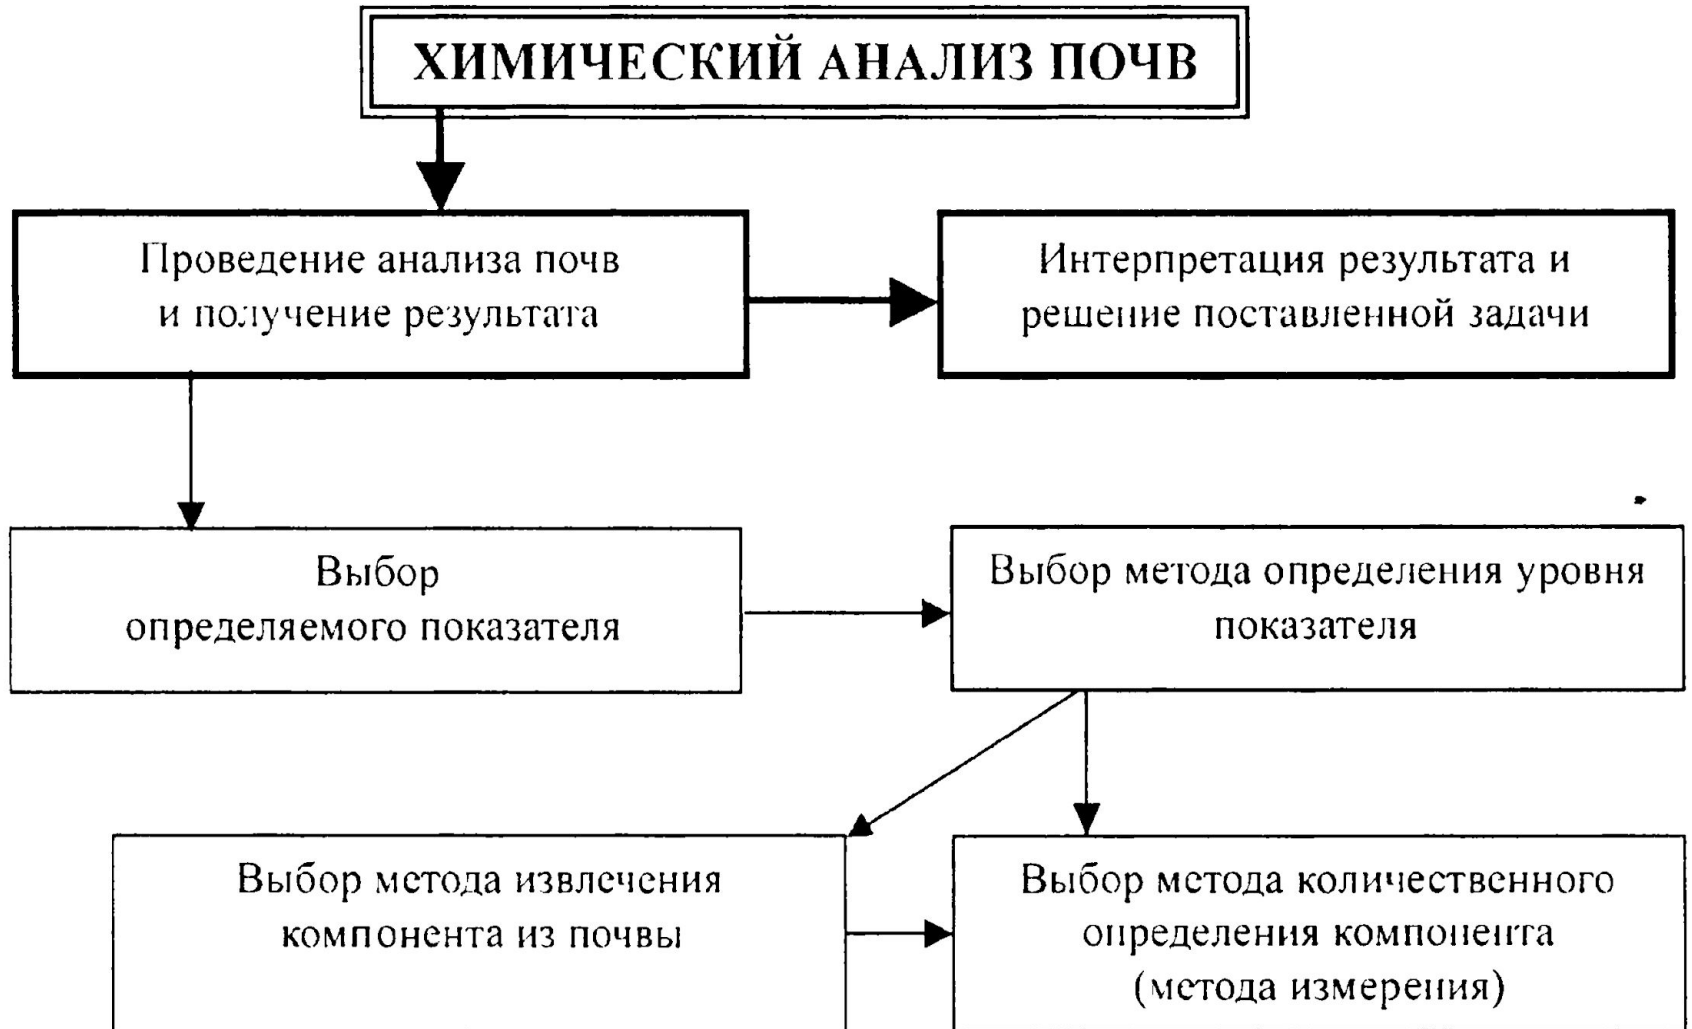 ХИМИЧЕСКИЙ АНАЛИЗ ПОЧВ
Проведение анализа почв
и получение результата
Интерпретация результата и
решение поставленной задачи
Выбор
определяемого показателя
Выбор метода определения уровня
показателя
Выбор метода извлечения
компонента из почвы
Выбор метода количественного
определения компонента
(метода измерения)